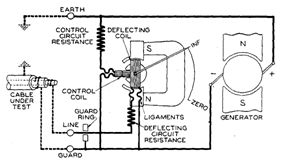 EARTH
DEFLECTING
COIL
CONTROL
CIRCUIT
RESISTANCE
S
INF.
N
CABLE
UNDER
TEST
CONTROL
COIL
GUARD
RING
N
ZERO
S
LIGAMENTS
GENERATOR
LINE
DEFLECTING
CIRCUIT
RESISTANCE
GUARD
- +